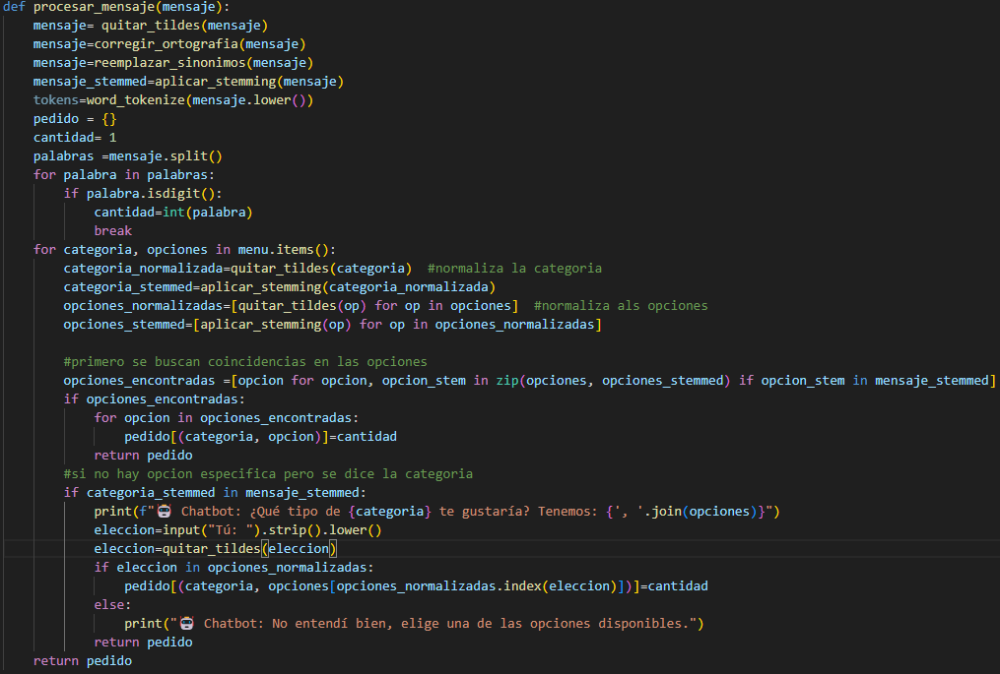 def procesar_mensaje(mensaje):
    mensaje= quitar_tildes(mensaje)
    mensaje=corregir_ortografia(mensaje)
    mensaje=reemplazar_sinonimos(mensaje)
    mensaje_stemmed=aplicar_stemming(mensaje)
    tokens=word_tokenize(mensaje.lower())
    pedido = {}
    cantidad= 1
    palabras =mensaje.split()
    for palabra in palabras:
        if palabra.isdigit():
            cantidad=int(palabra)
            break
    for categoria, opciones in menu.items():
        categoria_normalizada=quitar_tildes(categoria)  #normaliza la categoria
        categoria_stemmed=aplicar_stemming(categoria_normalizada)
        opciones_normalizadas=[quitar_tildes(op) for op in opciones]  #normaliza als opciones
        opciones_stemmed=[aplicar_stemming(op) for op in opciones_normalizadas]

        #primero se buscan coincidencias en las opciones
        opciones_encontradas =[opcion for opcion, opcion_stem in zip(opciones, opciones_stemmed) if opcion_stem in mensaje_stemmed]
        if opciones_encontradas:
            for opcion in opciones_encontradas:
                pedido[(categoria, opcion)]=cantidad
            return pedido
        #si no hay opcion especifica pero se dice la categoria
        if categoria_stemmed in mensaje_stemmed:
            print(f"🤖 Chatbot: ¿Qué tipo de {categoria} te gustaría? Tenemos: {', '.join(opciones)}")
            eleccion=input("Tú: ").strip().lower()
            eleccion=quitar_tildes(eleccion)
            if eleccion in opciones_normalizadas:
                pedido[(categoria, opciones[opciones_normalizadas.index(eleccion)])]=cantidad
            else:
                print("🤖 Chatbot: No entendí bien, elige una de las opciones disponibles.")
            return pedido
    return pedido